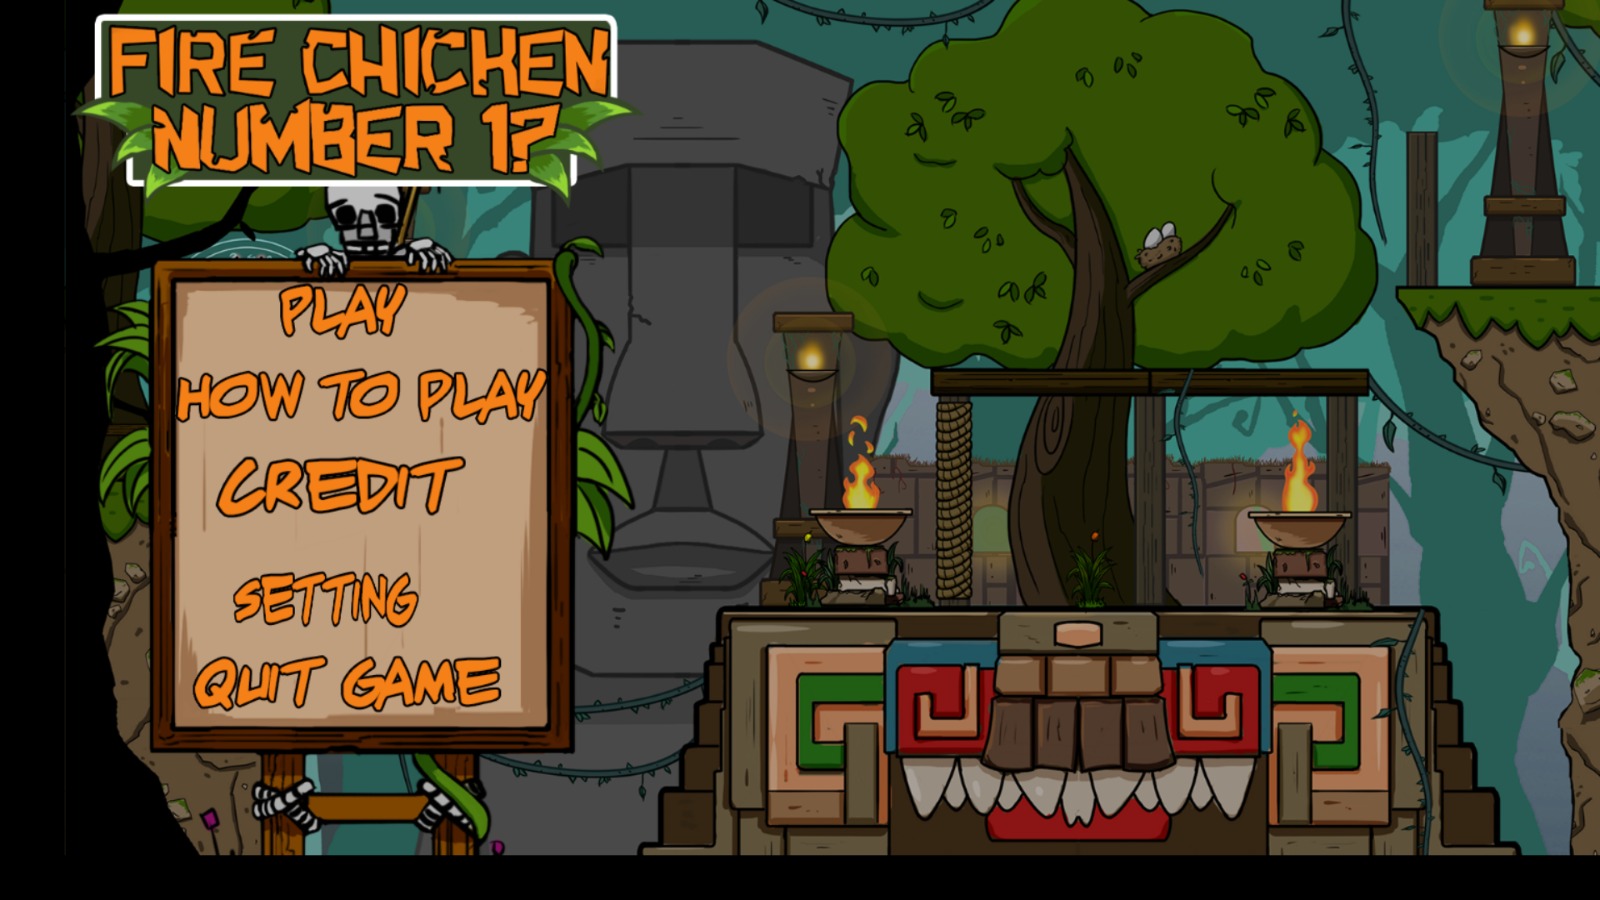 FIRE CHICKEN
NUMBER 1?
PLAY
HOW TO PLAY
CREDIT
SETTING
QUIT GAME